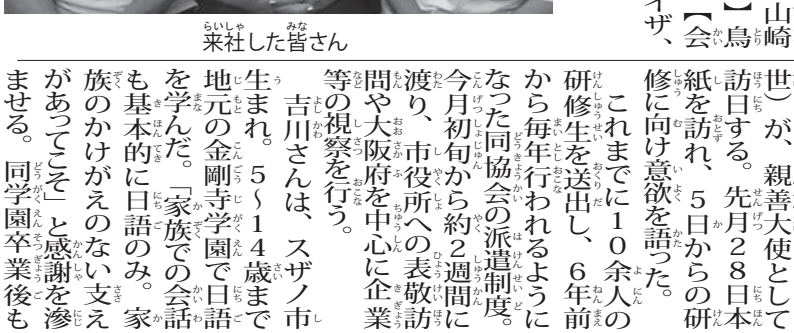 山崎
】鳥
【会
イザ、
来社した皆さん
世)が、親善大使として
訪日する。先月28日本
紙を訪れ、5日からの研
修に向け意欲を語った。
これまでに10余人の
研修生を送出し、6年前
から毎年行われるように
なった同協会の派遣制度。
今月初旬から約2週間に
渡り、市役所への表敬訪
問や大阪府を中心に企業
等の視察を行う。
吉川さんは、スザノ市
生まれ。5~14歳まで
地元の金剛寺学園で日語
を学んだ。「家族での会話
も基本的に日語のみ。家
族のかけがえのない支え
があってこそ」と感謝を滲
ませる。同学園卒業後も